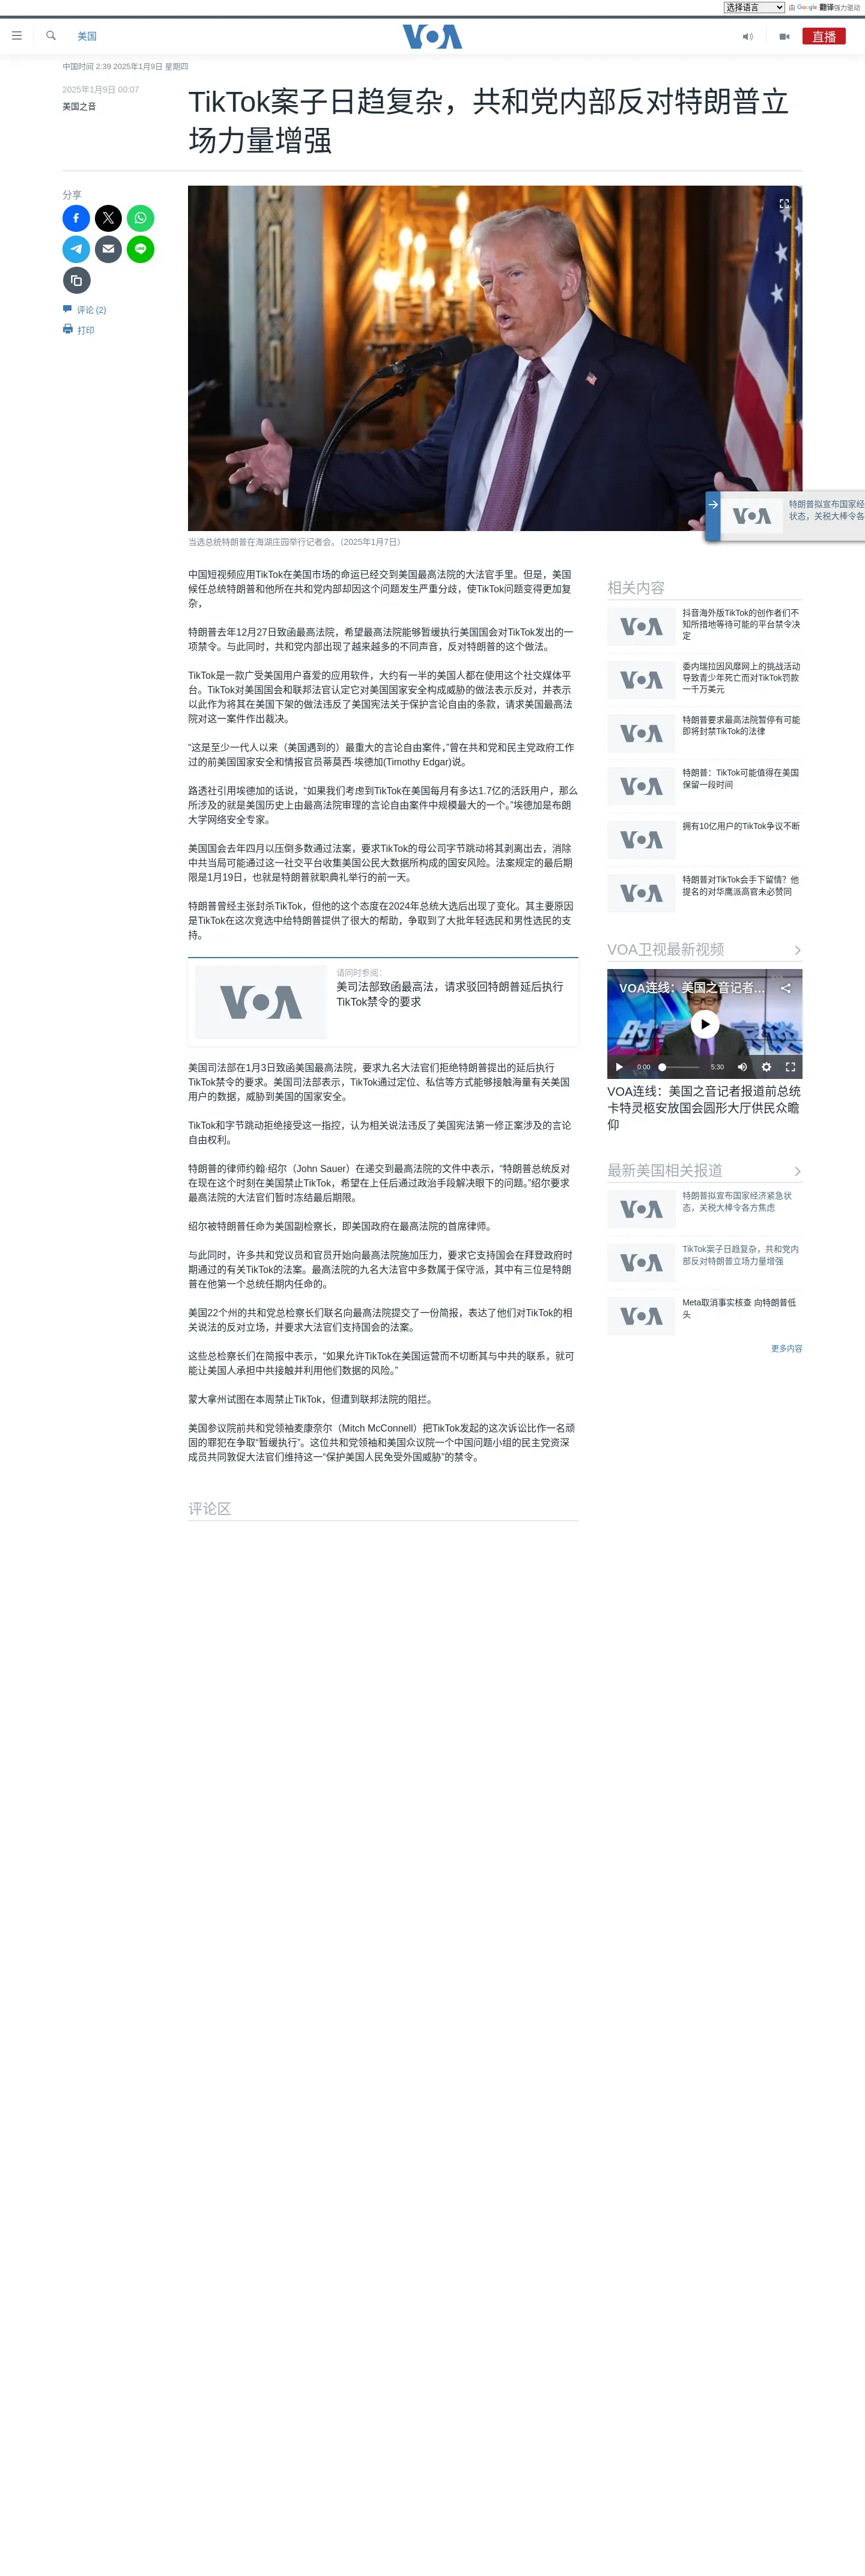 选择语言
由 Google 翻译强力驱动
美国
VOA
直播
中国时间 2:39 2025年1月9日 星期四
2025年1月9日 00:07
美国之音
TikTok案子日趋复杂，共和党内部反对特朗普立
场力量增强
分享
评论 (2)
打印
当选总统特朗普在海湖庄园举行记者会。（2025年1月7日）
VOA
特朗普拟宣布国家经
状态，关税大棒令各
中国短视频应用TikTok在美国市场的命运已经交到美国最高法院的大法官手里。但是，美国
候任总统特朗普和他所在共和党内部却因这个问题发生严重分歧，使TikTok问题变得更加复
杂，
特朗普去年12月27日致函最高法院，希望最高法院能够暂缓执行美国国会对TikTok发出的一
项禁令。与此同时，共和党内部出现了越来越多的不同声音，反对特朗普的这个做法。
TikTok是一款广受美国用户喜爱的应用软件，大约有一半的美国人都在使用这个社交媒体平
台。TikTok对美国国会和联邦法官认定它对美国国家安全构成威胁的做法表示反对，并表示
以此作为将其在美国下架的做法违反了美国宪法关于保护言论自由的条款，请求美国最高法
院对这一案件作出裁决。
“这是至少一代人以来（美国遇到的）最重大的言论自由案件，”曾在共和党和民主党政府工作
过的前美国国家安全和情报官员蒂莫西·埃德加(Timothy Edgar)说。
路透社引用埃德加的话说，“如果我们考虑到TikTok在美国每月有多达1.7亿的活跃用户，那么
所涉及的就是美国历史上由最高法院审理的言论自由案件中规模最大的一个。”埃德加是布朗
大学网络安全专家。
美国国会去年四月以压倒多数通过法案，要求TikTok的母公司字节跳动将其剥离出去，消除
中共当局可能通过这一社交平台收集美国公民大数据所构成的国安风险。法案规定的最后期
限是1月19日，也就是特朗普就职典礼举行的前一天。
特朗普曾经主张封杀TikTok，但他的这个态度在2024年总统大选后出现了变化。其主要原因
是TikTok在这次竞选中给特朗普提供了很大的帮助，争取到了大批年轻选民和男性选民的支
持。
VOA
请同时参阅：
美司法部致函最高法，请求驳回特朗普延后执行
TikTok禁令的要求
美国司法部在1月3日致函美国最高法院，要求九名大法官们拒绝特朗普提出的延后执行
TikTok禁令的要求。美国司法部表示，TikTok通过定位、私信等方式能够接触海量有关美国
用户的数据，威胁到美国的国家安全。
TikTok和字节跳动拒绝接受这一指控，认为相关说法违反了美国宪法第一修正案涉及的言论
自由权利。
特朗普的律师约翰·绍尔（John Sauer）在递交到最高法院的文件中表示，“特朗普总统反对
在现在这个时刻在美国禁止TikTok，希望在上任后通过政治手段解决眼下的问题。”绍尔要求
最高法院的大法官们暂时冻结最后期限。
绍尔被特朗普任命为美国副检察长，即美国政府在最高法院的首席律师。
与此同时，许多共和党议员和官员开始向最高法院施加压力，要求它支持国会在拜登政府时
期通过的有关TikTok的法案。最高法院的九名大法官中多数属于保守派，其中有三位是特朗
普在他第一个总统任期内任命的。
美国22个州的共和党总检察长们联名向最高法院提交了一份简报，表达了他们对TikTok的相
关说法的反对立场，并要求大法官们支持国会的法案。
这些总检察长们在简报中表示，“如果允许TikTok在美国运营而不切断其与中共的联系，就可
能让美国人承担中共接触并利用他们数据的风险。”
蒙大拿州试图在本周禁止TikTok，但遭到联邦法院的阻拦。
美国参议院前共和党领袖麦康奈尔（Mitch McConnell）把TikTok发起的这次诉讼比作一名顽
固的罪犯在争取“暂缓执行”。这位共和党领袖和美国众议院一个中国问题小组的民主党资深
成员共同敦促大法官们维持这一“保护美国人民免受外国威胁”的禁令。
评论区
相关内容
VOA
抖音海外版TikTok的创作者们不
知所措地等待可能的平台禁令决
定
VOA
委内瑞拉因风靡网上的挑战活动
导致青少年死亡而对TikTok罚款
一千万美元
VOA
特朗普要求最高法院暂停有可能
即将封禁TikTok的法律
VOA
特朗普：TikTok可能值得在美国
保留一段时间
VOA
拥有10亿用户的TikTok争议不断
VOA
特朗普对TikTok会手下留情？他
提名的对华鹰派高官未必赞同
VOA卫视最新视频
VOA连线：美国之音记者…
0:00
5:30
VOA连线：美国之音记者报道前总统
卡特灵柩安放国会圆形大厅供民众瞻
仰
最新美国相关报道
VOA
特朗普拟宣布国家经济紧急状
态，关税大棒令各方焦虑
VOA
TikTok案子日趋复杂，共和党内
部反对特朗普立场力量增强
VOA
Meta取消事实核查 向特朗普低
头
更多内容